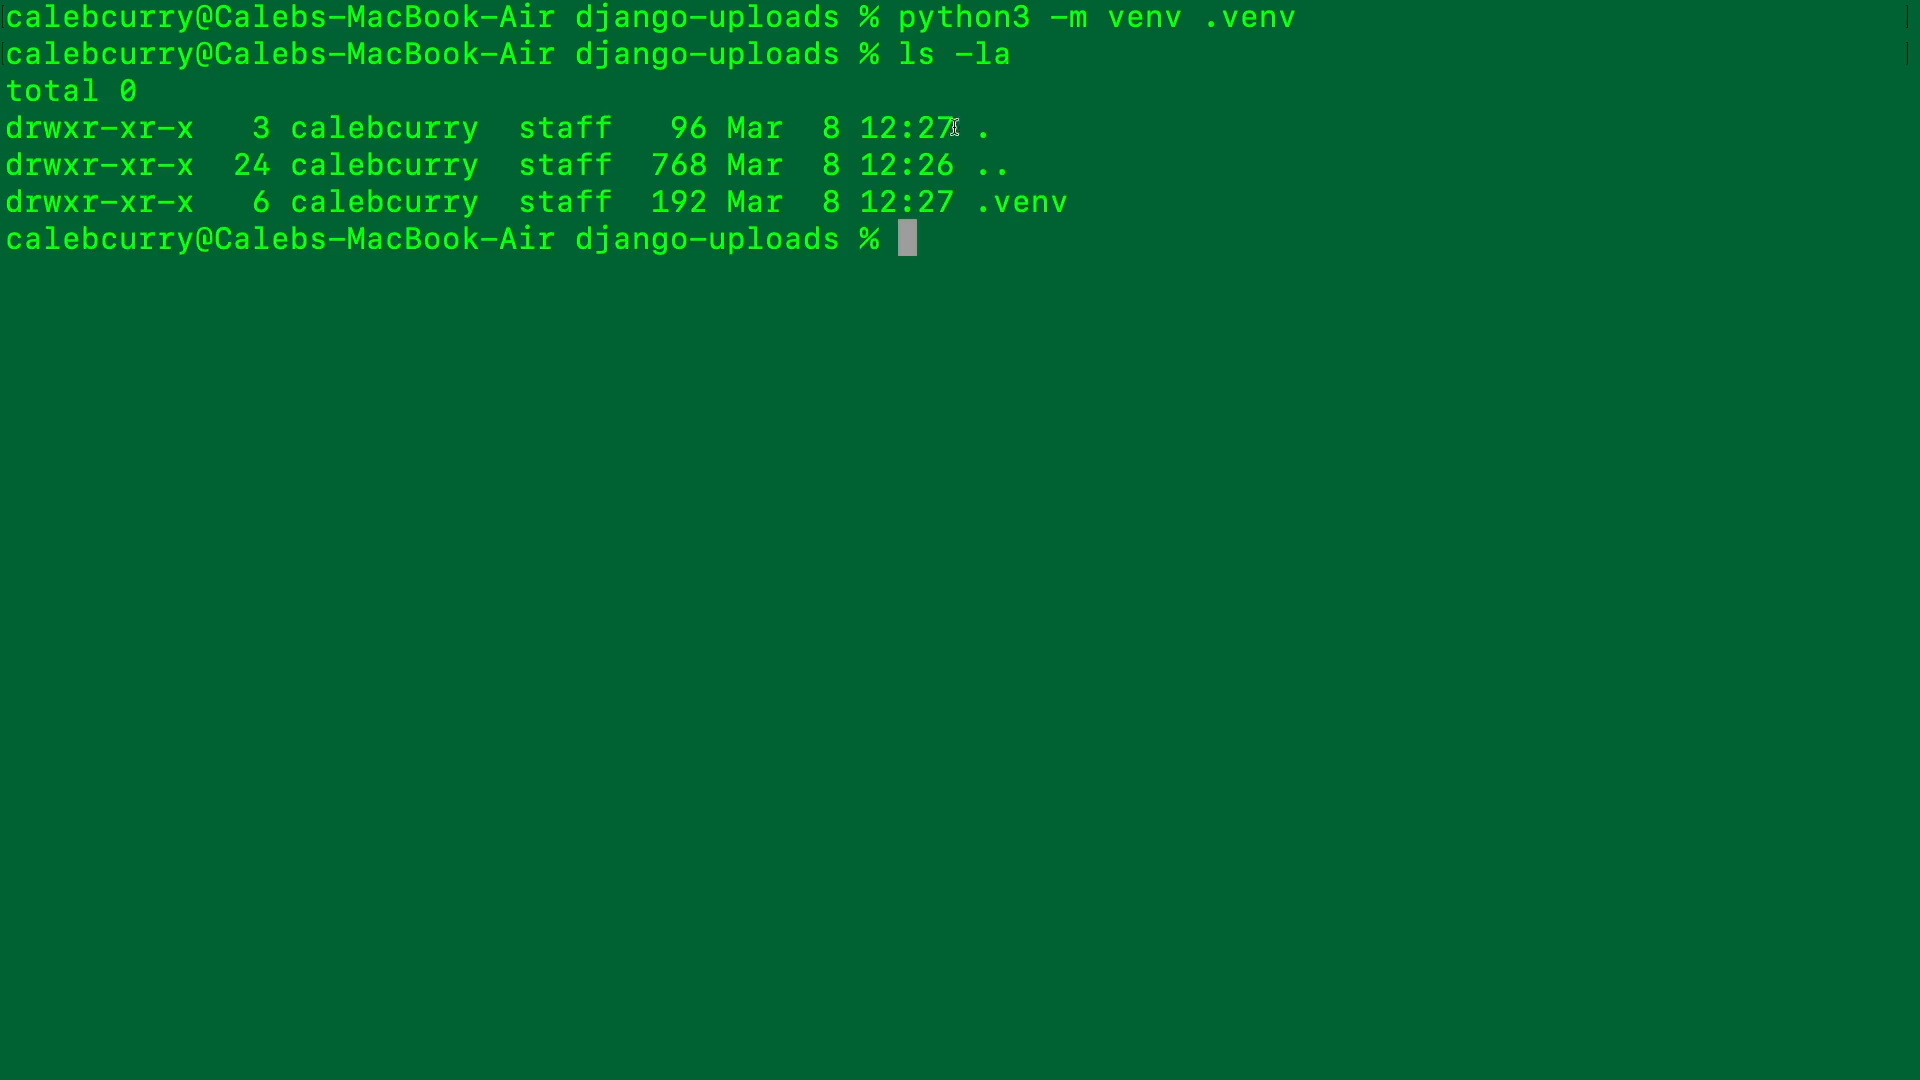 calebcurry@Calebs-MacBook-Air django-uploads % python3 -m venv .venv
calebcurry@Calebs-MacBook-Air django-uploads % ls -la
total 0
drwxr-xr-x   3 calebcurry  staff   96 Mar  8 12:27 .
drwxr-xr-x  24 calebcurry  staff  768 Mar  8 12:26 ..
drwxr-xr-x   6 calebcurry  staff  192 Mar  8 12:27 .venv
calebcurry@Calebs-MacBook-Air django-uploads %